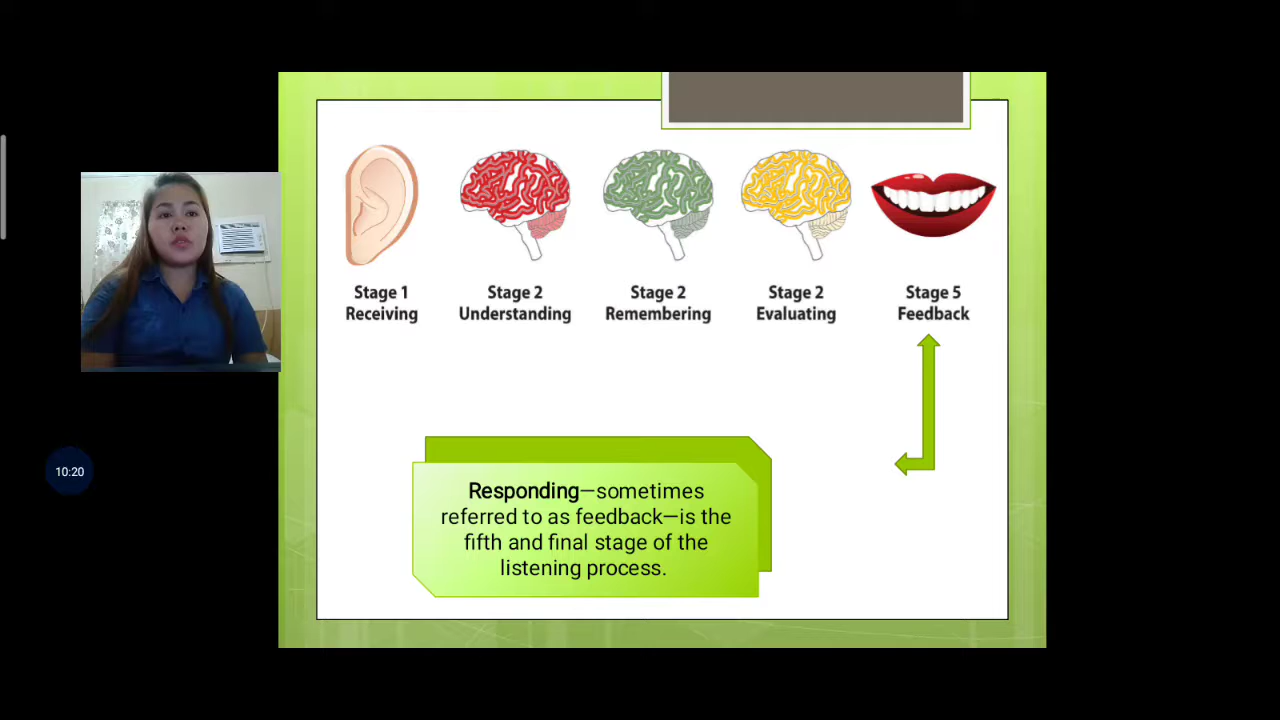 Stage 1
Receiving
Stage 2
Understanding
Stage 2
Remembering
Stage 2
Evaluating
Stage 5
Feedback
10:20
Responding—sometimes
referred to as feedback—is the
fifth and final stage of the
listening process.